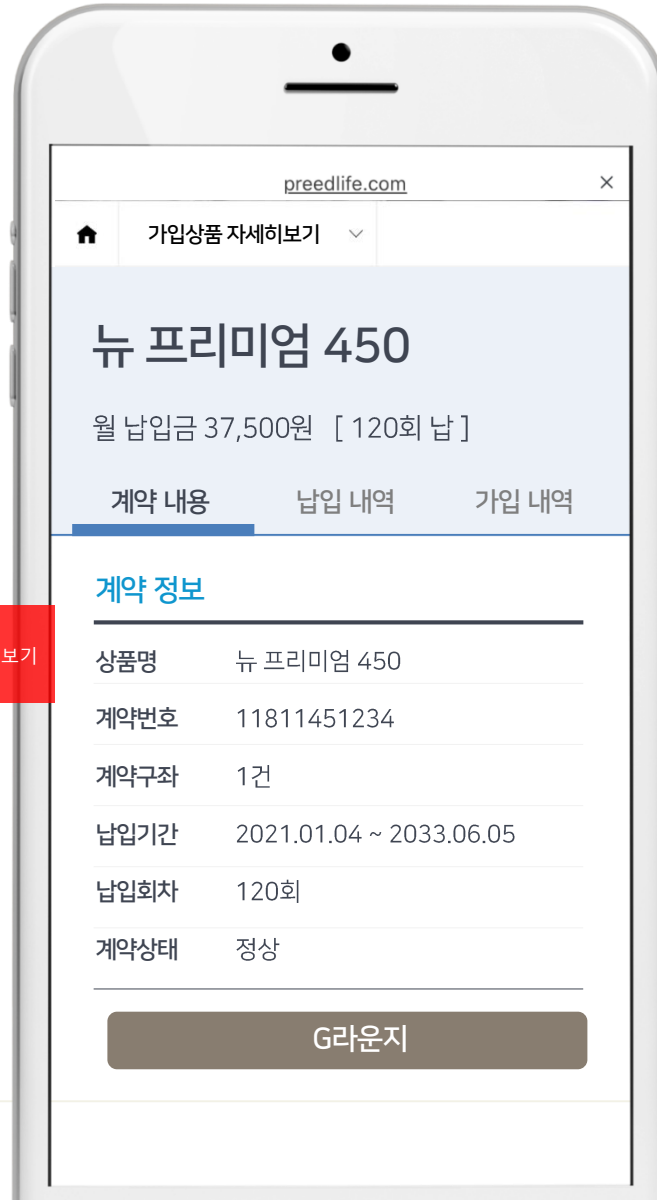 preedlife.com ×
가입상품 자세히보기
뉴 프리미엄 450
월 납입금 37,500원 [ 120회 납 ]
계약 내용 납입 내역 가입 내역
계약 정보
보기
상품명 뉴 프리미엄 450
계약번호 11811451234
계약구좌 1건
납입기간 2021.01.04 ~ 2033.06.05
납입회차 120회
계약상태 정상
G라운지